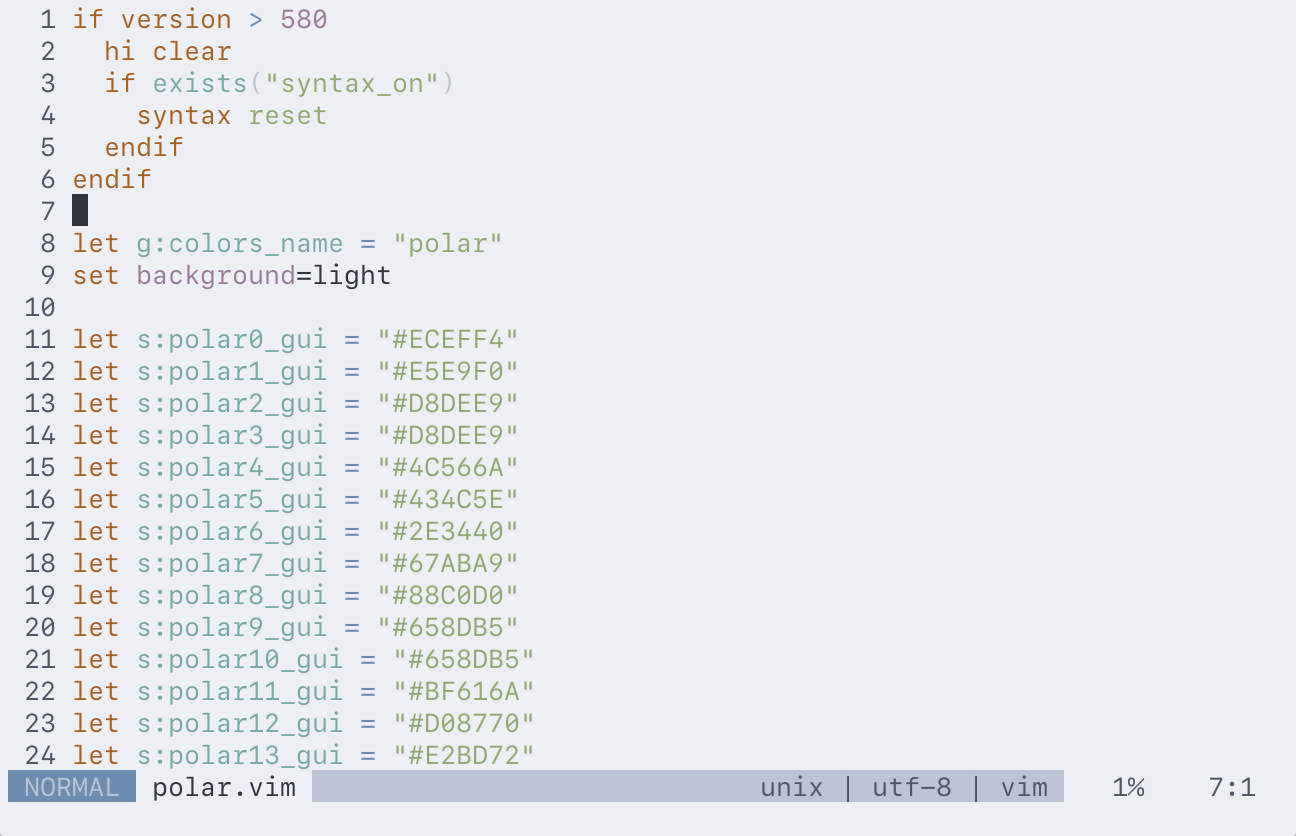 1 if version > 580
2   hi clear
3   if exists("syntax_on")
4     syntax reset
5   endif
6 endif
7
8 let g:colors_name = "polar"
9 set background=light
10
11 let s:polar0_gui = "#ECEFF4"
12 let s:polar1_gui = "#E5E9F0"
13 let s:polar2_gui = "#D8DEE9"
14 let s:polar3_gui = "#D8DEE9"
15 let s:polar4_gui = "#4C566A"
16 let s:polar5_gui = "#434C5E"
17 let s:polar6_gui = "#2E3440"
18 let s:polar7_gui = "#67ABA9"
19 let s:polar8_gui = "#88C0D0"
20 let s:polar9_gui = "#658DB5"
21 let s:polar10_gui = "#658DB5"
22 let s:polar11_gui = "#BF616A"
23 let s:polar12_gui = "#D08770"
24 let s:polar13_gui = "#E2BD72"
NORMAL polar.vim unix | utf-8 | vim 1% 7:1